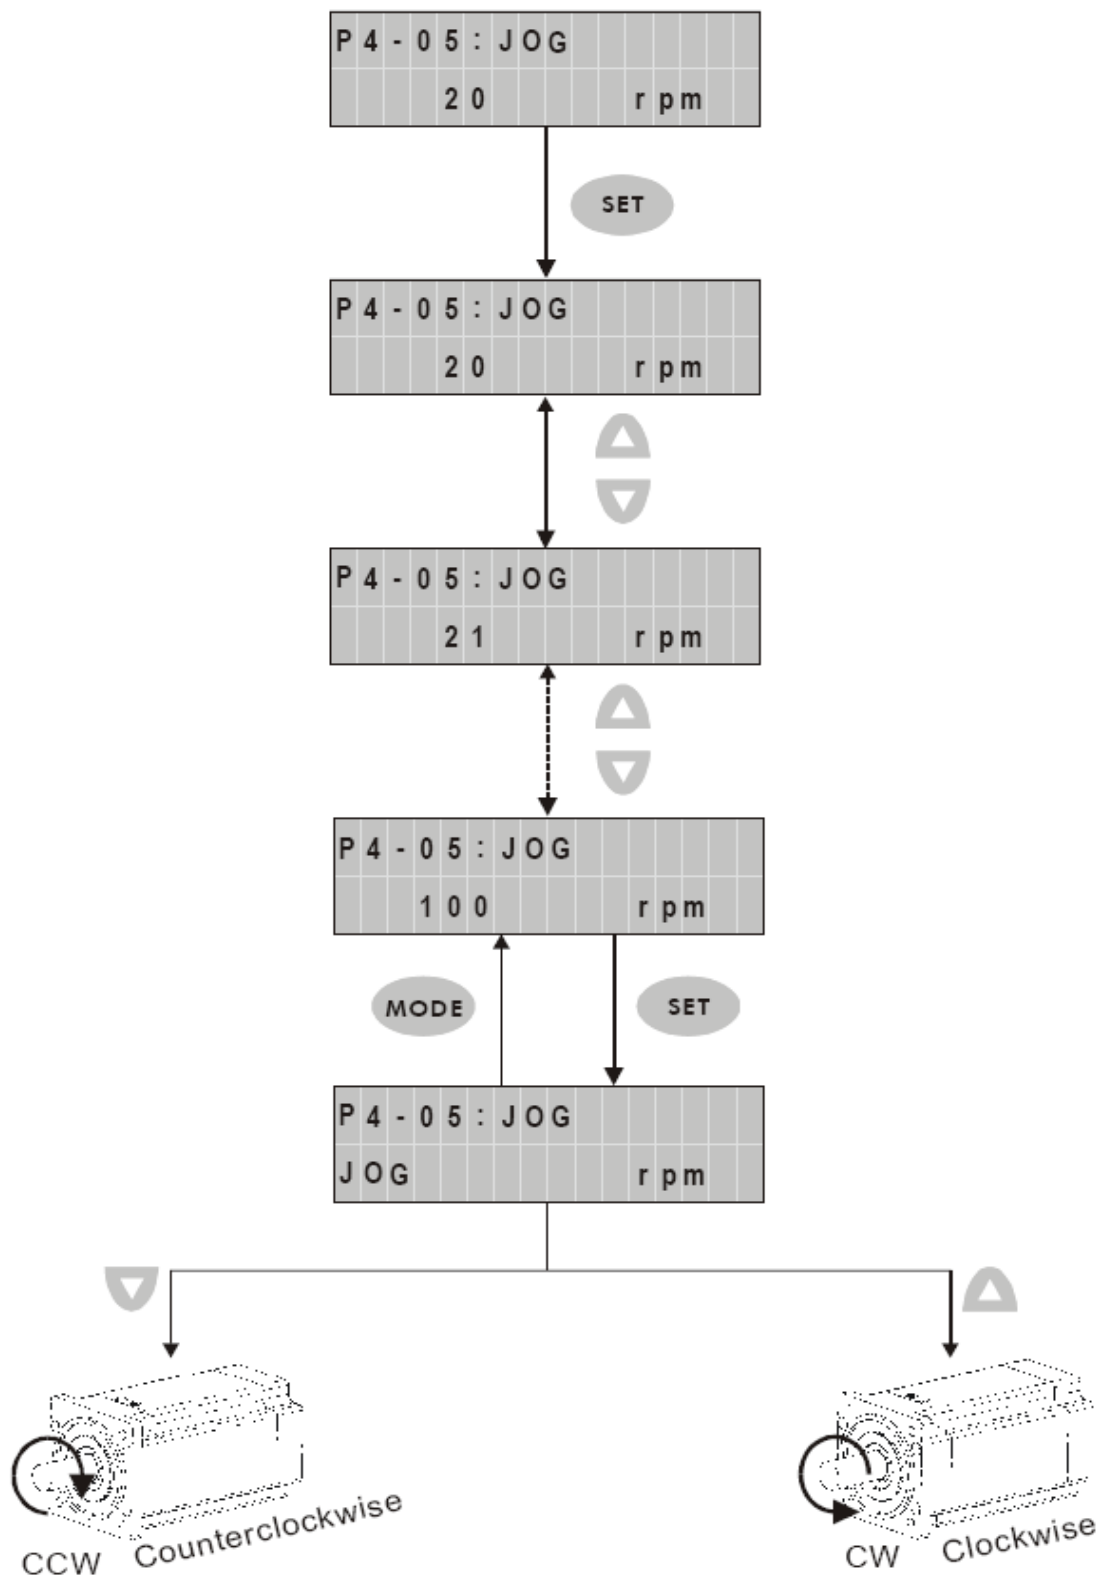 P4-05:JOG
20 rpm
SET
P4-05:JOG
20 rpm
P4-05:JOG
21 rpm
P4-05:JOG
100 rpm
MODE
SET
P4-05:JOG
JOG rpm
CCW Counterclockwise
CW Clockwise